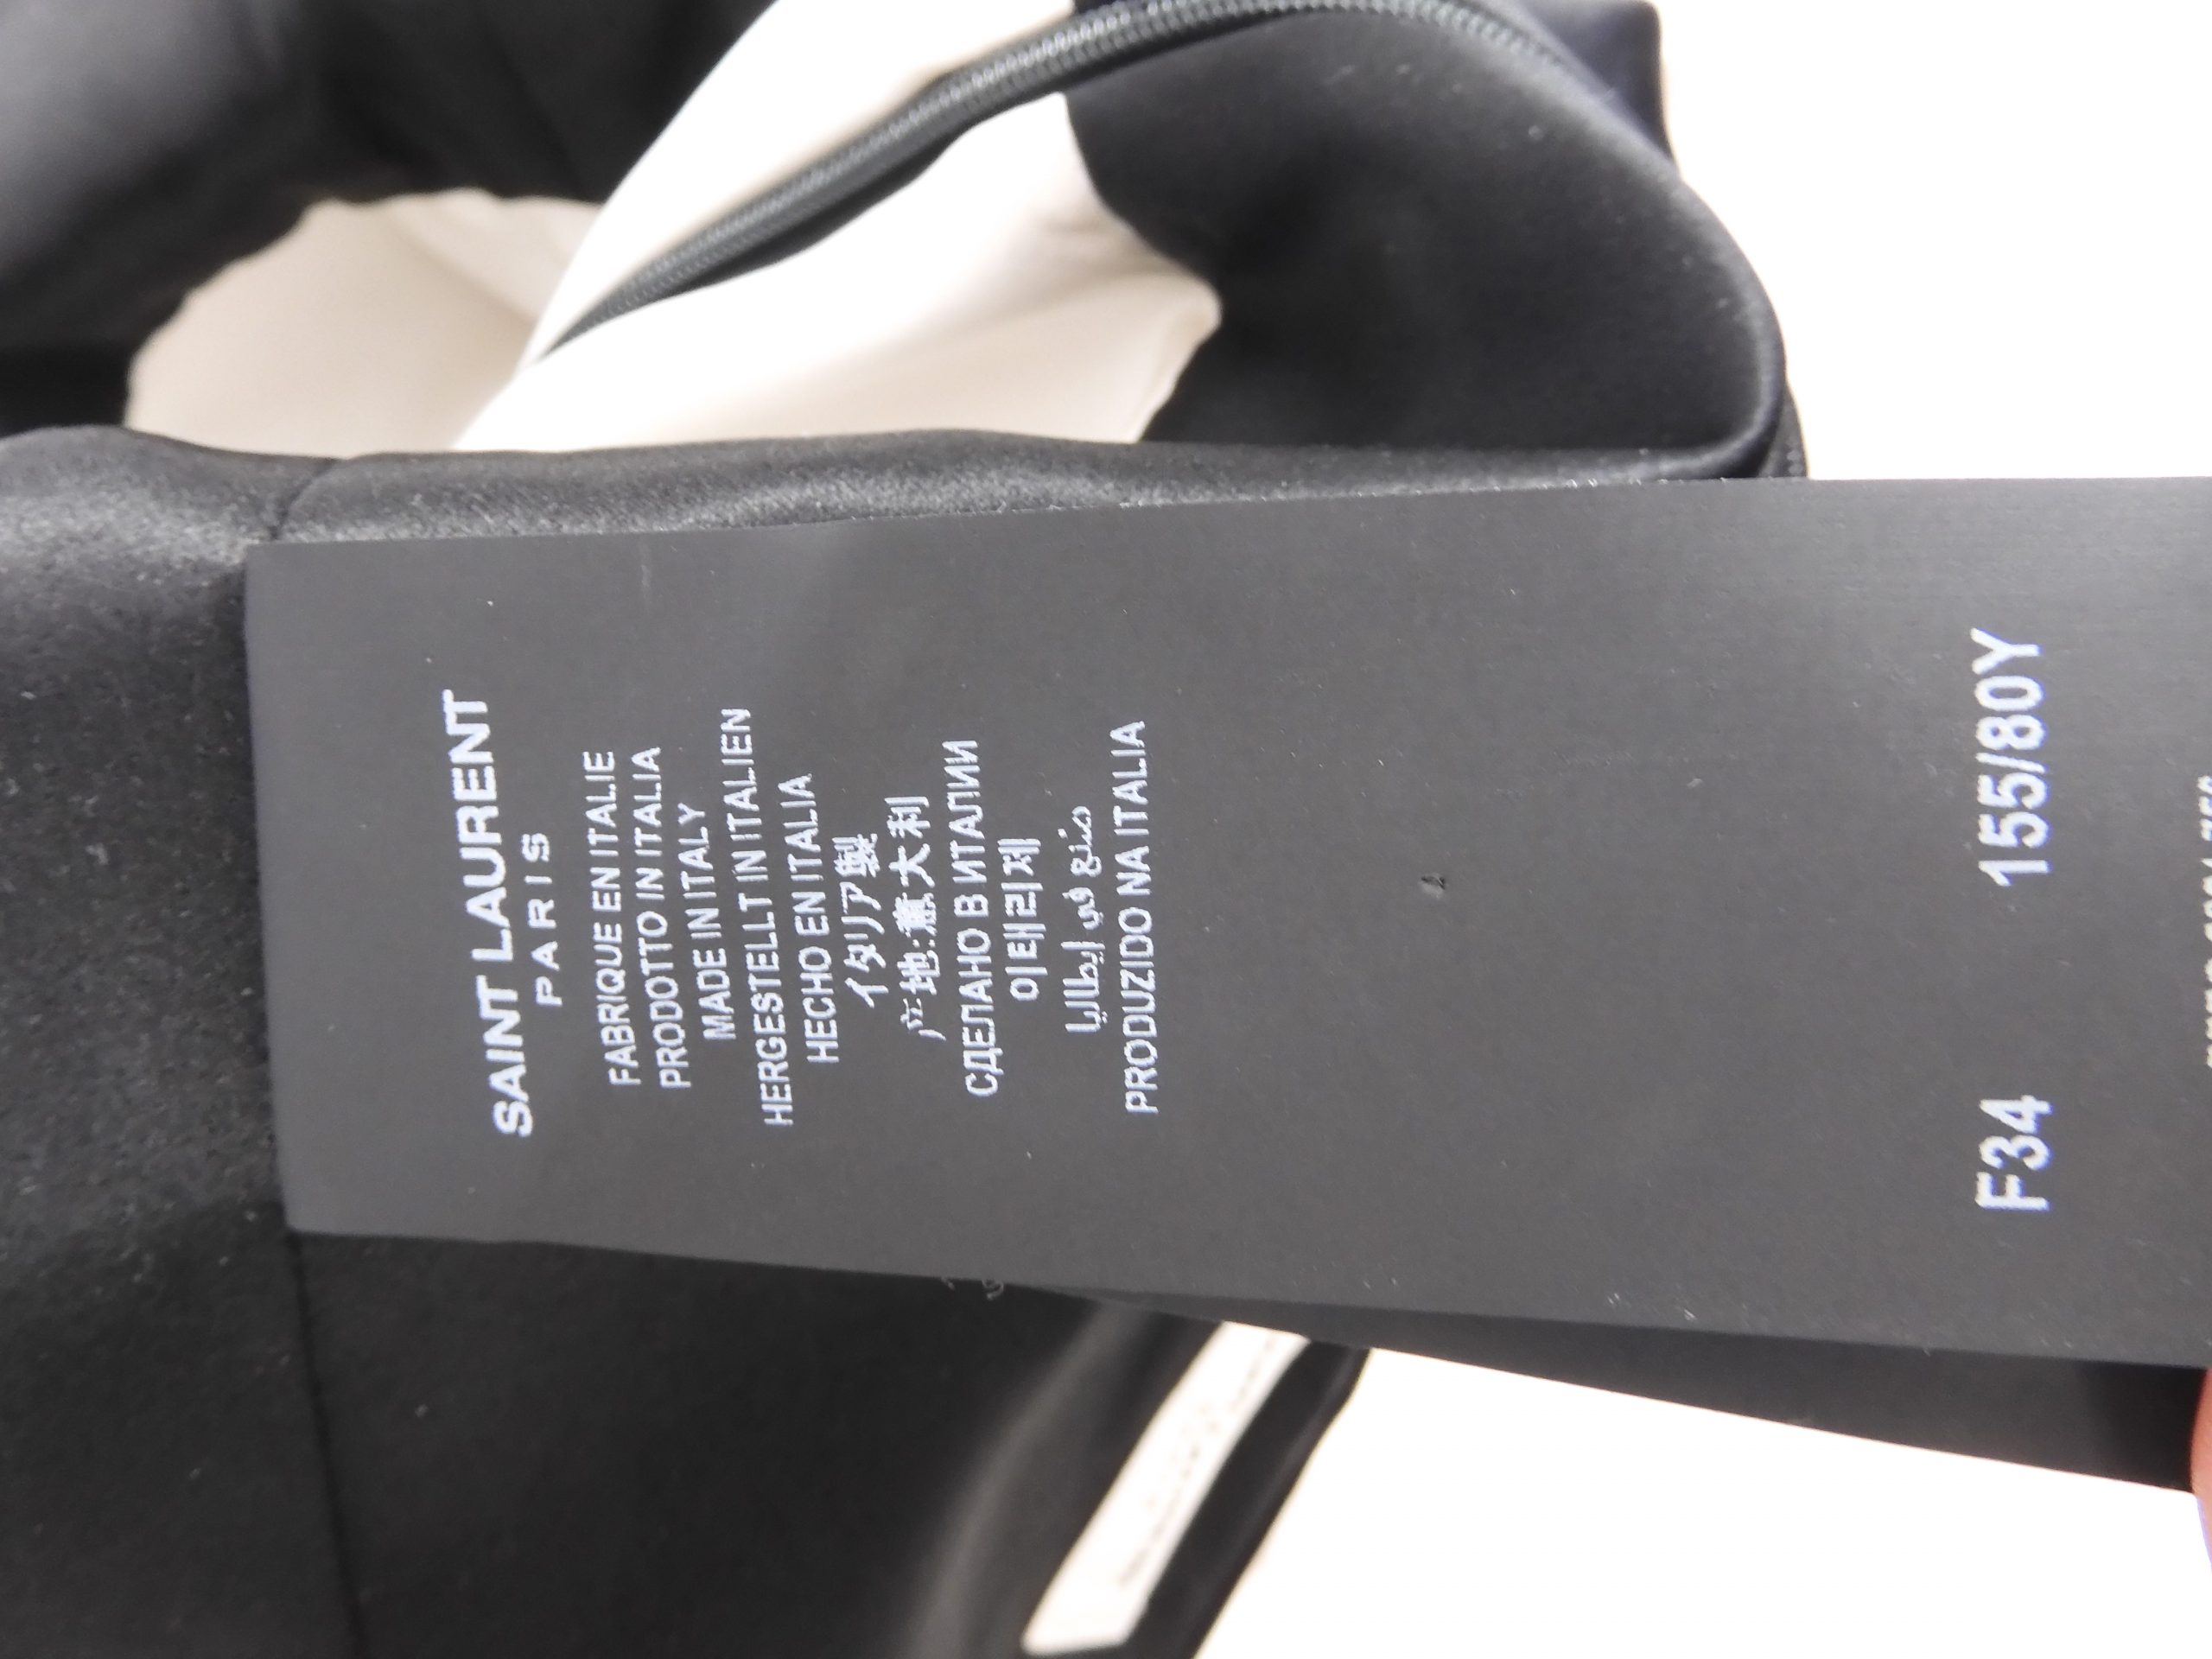 SAINT LAURENT
PARIS
FABRIQUE EN ITALIE
PRODOTTO IN ITALIA
MADE IN ITALY
HERGESTELLT IN ITALIEN
HECHO EN ITALIA
イタリア製
产地:薰大利
СДЕЛАНО В ИТАЛИИ
이태리제
صنع في إيطاليا
PRODUZIDO NA ITALIA
F34 155/80Y